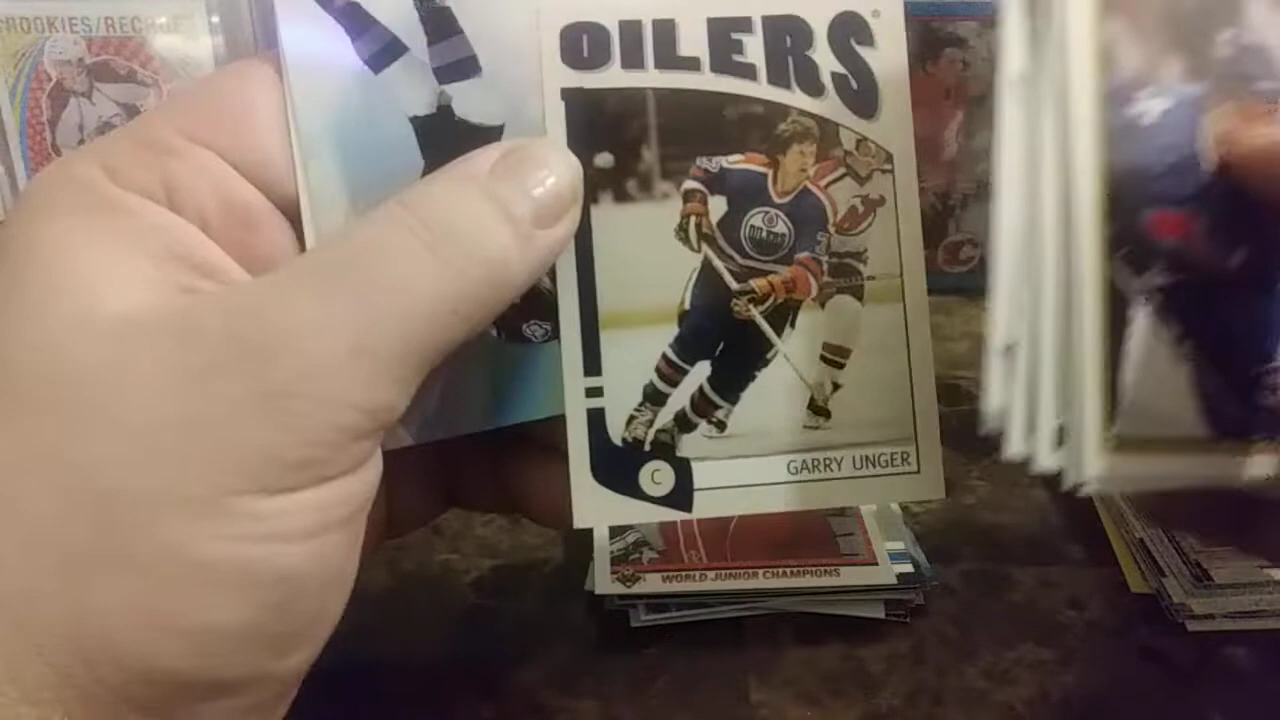 ROOKIES/RECRUE
OILERS
OILERS
GARRY UNGER
C
WORLD JUNIOR CHAMPIONS